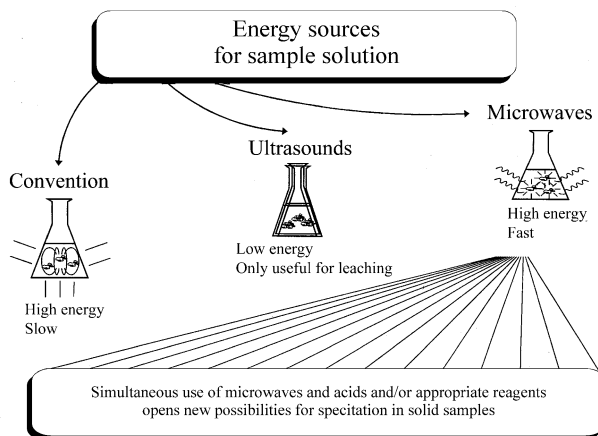 Energy sources
for sample solution
Convention
High energy
Slow
Ultrasounds
Low energy
Only useful for leaching
Microwaves
High energy
Fast
Simultaneous use of microwaves and acids and/or appropriate reagents
opens new possibilities for specitation in solid samples